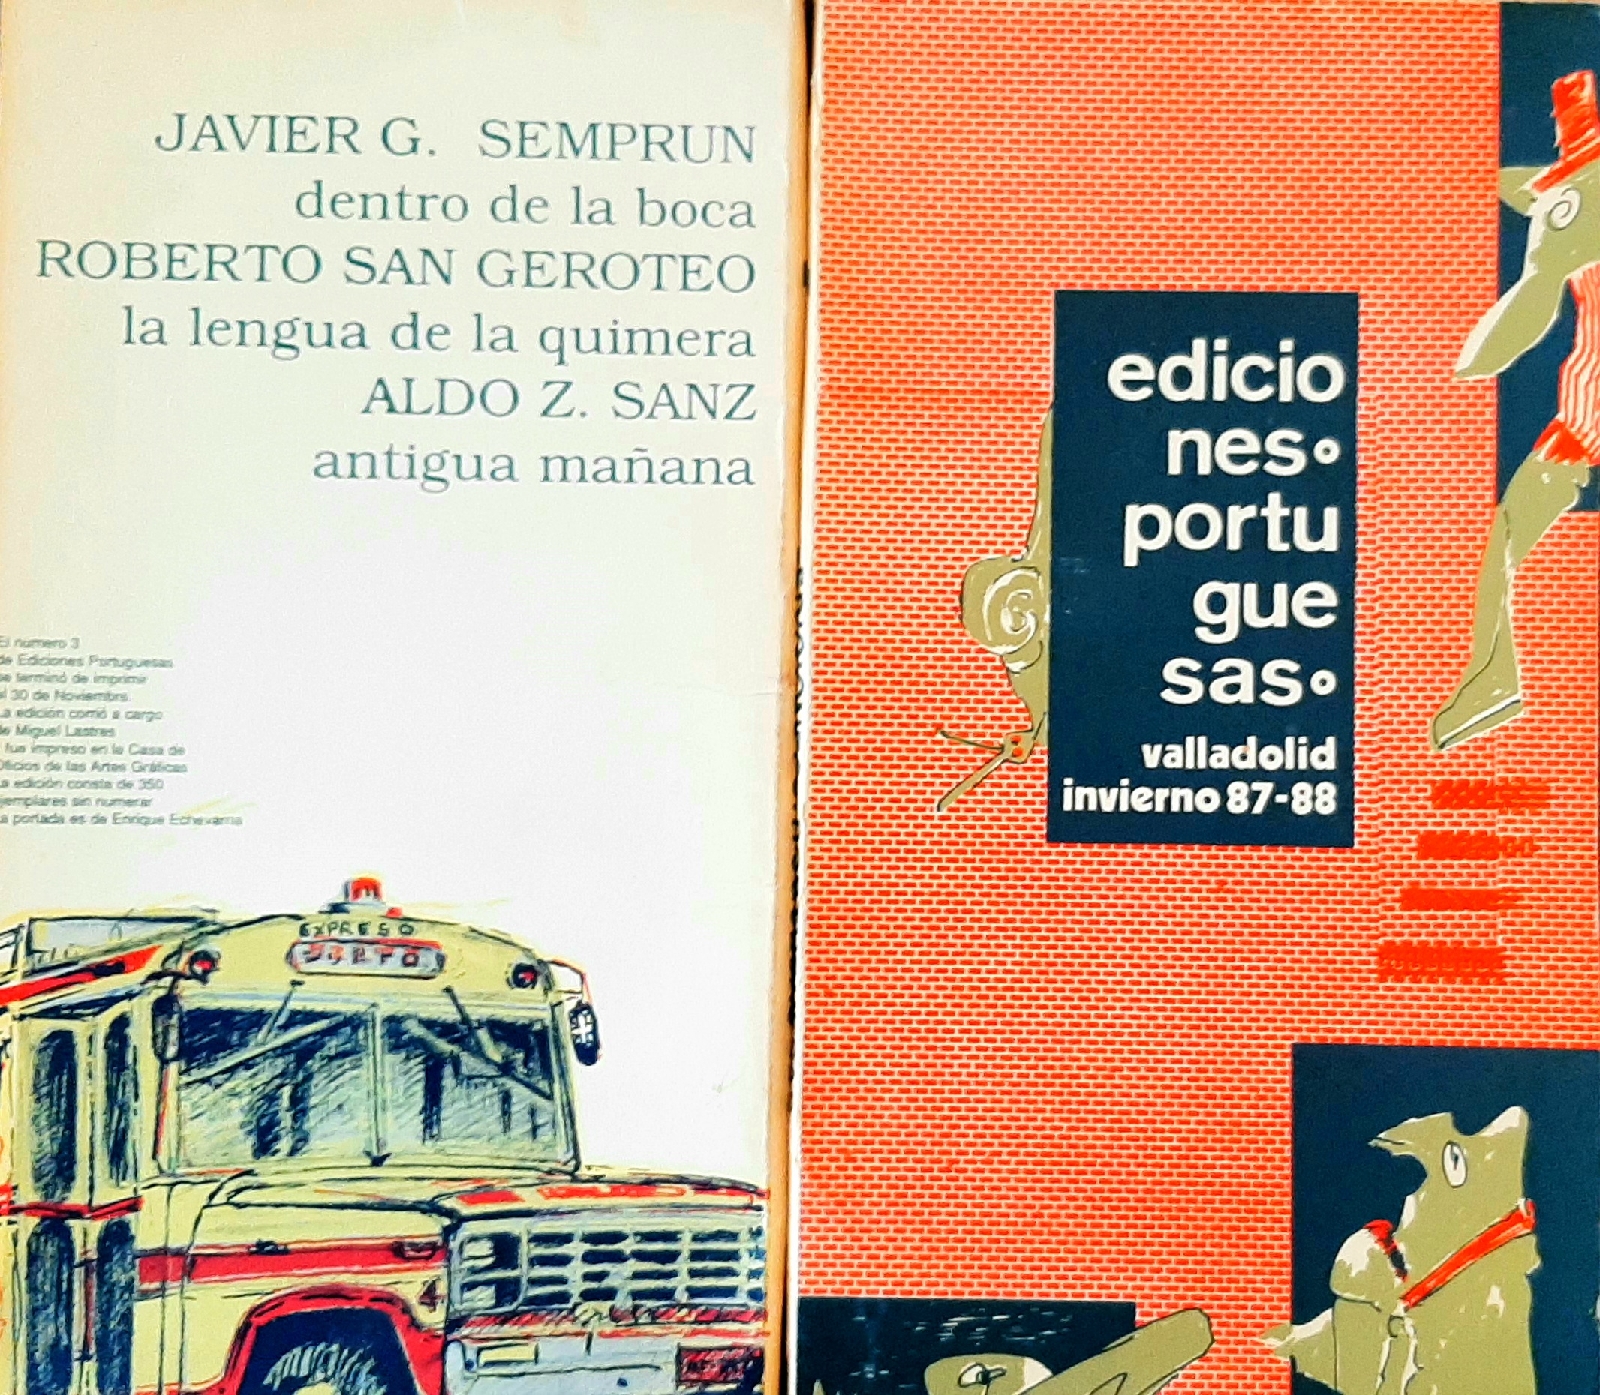 JAVIER G. SEMPRUN
dentro de la boca
ROBERTO SAN GEROTEO
la lengua de la quimera
ALDO Z. SANZ
antigua mañana
El numero 3
de Ediciones Portuguesas
se terminó de imprimir
el 30 de Noviembre.
La edición corrió a cargo
de Miguel Lastres
fue impreso en la Casa de
Oficios de las Artes Gráficas
La edición consta de 350
ejemplares sin numerar
La portada es de Enrique Echevarria
EXPRESO
4
edicio
nes
portu
gue
sas
valladolid
invierno 87-88